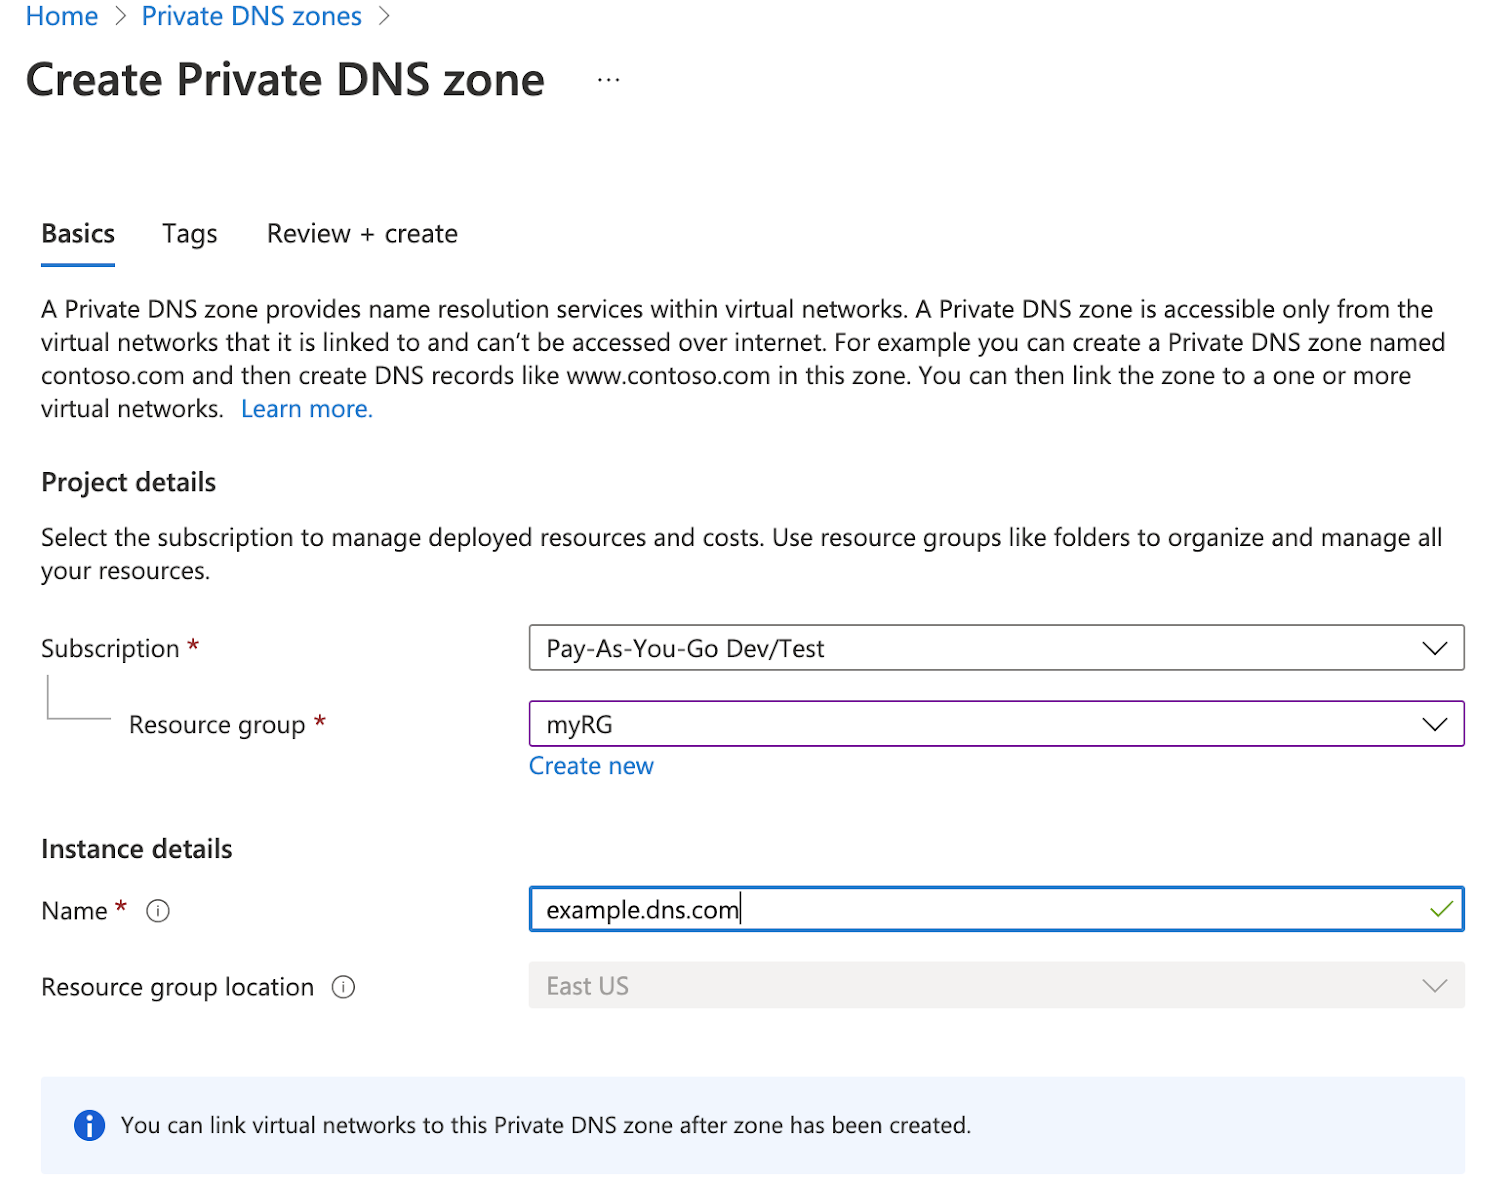 Home > Private DNS zones >
Create Private DNS zone ...
Basics Tags Review + create
A Private DNS zone provides name resolution services within virtual networks. A Private DNS zone is accessible only from the
virtual networks that it is linked to and can’t be accessed over internet. For example you can create a Private DNS zone named
contoso.com and then create DNS records like www.contoso.com in this zone. You can then link the zone to a one or more
virtual networks. Learn more.
Project details
Select the subscription to manage deployed resources and costs. Use resource groups like folders to organize and manage all
your resources.
Subscription * Pay-As-You-Go Dev/Test
Resource group * myRG
Create new
Instance details
Name * example.dns.com
Resource group location East US
You can link virtual networks to this Private DNS zone after zone has been created.